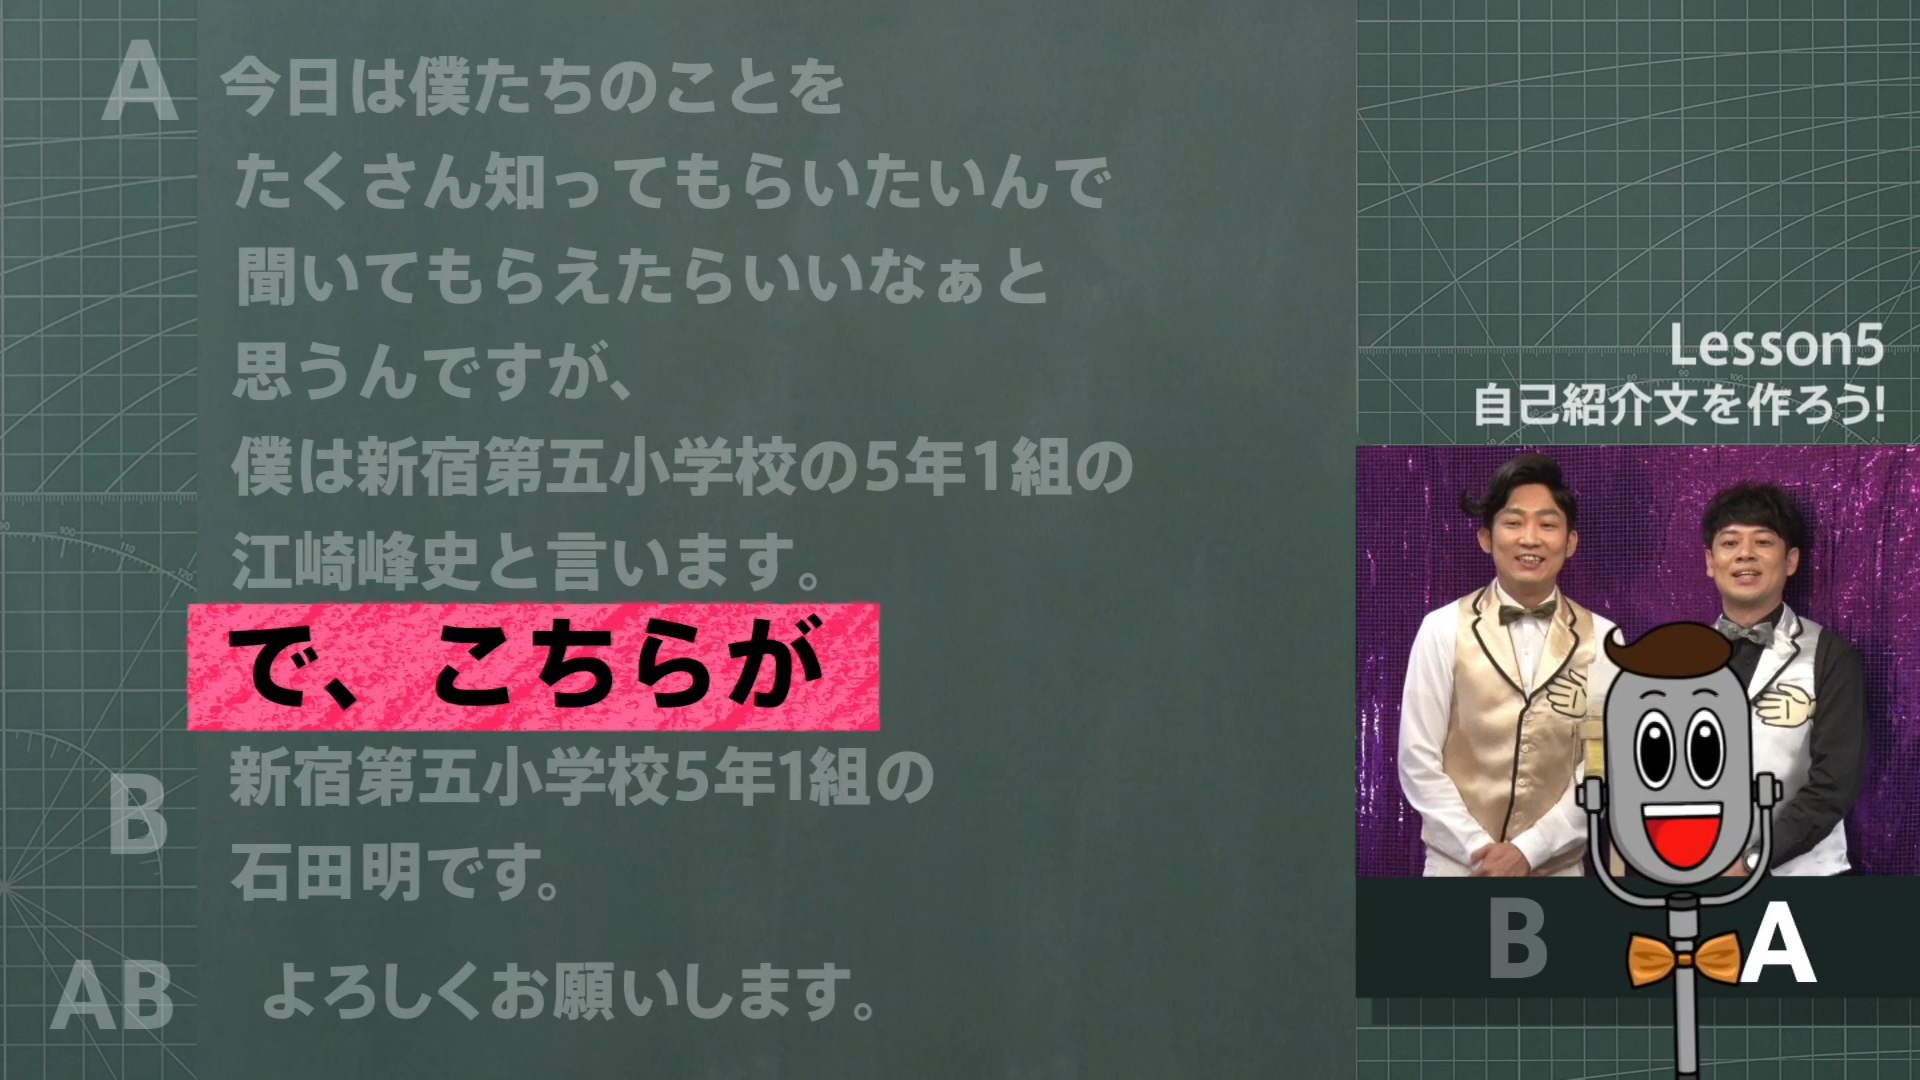 A 今日は僕たちのことを
たくさん知ってもらいたいんで
聞いてもらえたらいいなぁと
思うんですが、
僕は新宿第五小学校の5年1組の
江崎峰史と言います。
で、こちらが
B 新宿第五小学校5年1組の
石田明です。
AB よろしくお願いします。
Lesson5
自己紹介文を作ろう!
B A